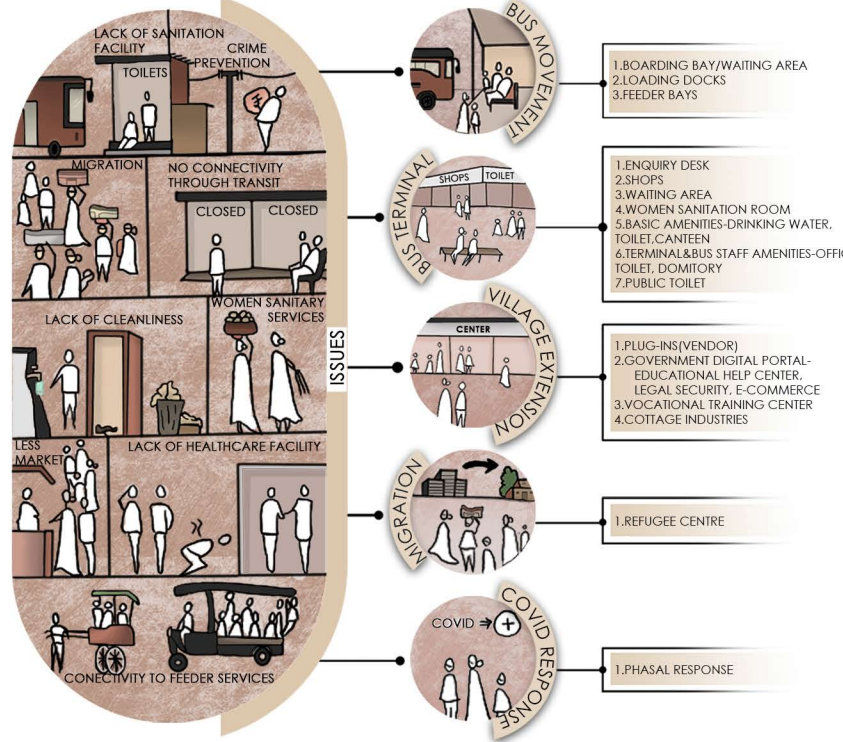 LACK OF SANITATION
FACILITY
CRIME
PREVENTION
TOILETS
MIGRATION
NO CONNECTIVITY
THROUGH TRANSIT
CLOSED
CLOSED
LACK OF CLEANLINESS
WOMEN SANITARY
SERVICES
LESS
MARKET
LACK OF HEALTHCARE FACILITY
CONECTIVITY TO FEEDER SERVICES
ISSUES
BUS MOVEMENT
1.BOARDING BAY/WAITING AREA
2.LOADING DOCKS
3.FEEDER BAYS
BUS TERMINAL
SHOPS
TOILET
1.ENQUIRY DESK
2.SHOPS
3.WAITING AREA
4.WOMEN SANITATION ROOM
5.BASIC AMENITIES-DRINKING WATER,
TOILET,CANTEEN
6.TERMINAL&BUS STAFF AMENITIES-OFFIC
TOILET, DOMITORY
7.PUBLIC TOILET
VILLAGE EXTENSION
CENTER
1.PLUG-INS(VENDOR)
2.GOVERNMENT DIGITAL PORTAL-
EDUCATIONAL HELP CENTER,
LEGAL SECURITY, E-COMMERCE
3.VOCATIONAL TRAINING CENTER
4.COTTAGE INDUSTRIES
MIGRATION
1.REFUGEE CENTRE
COVID RESPONSE
COVID
1.PHASAL RESPONSE